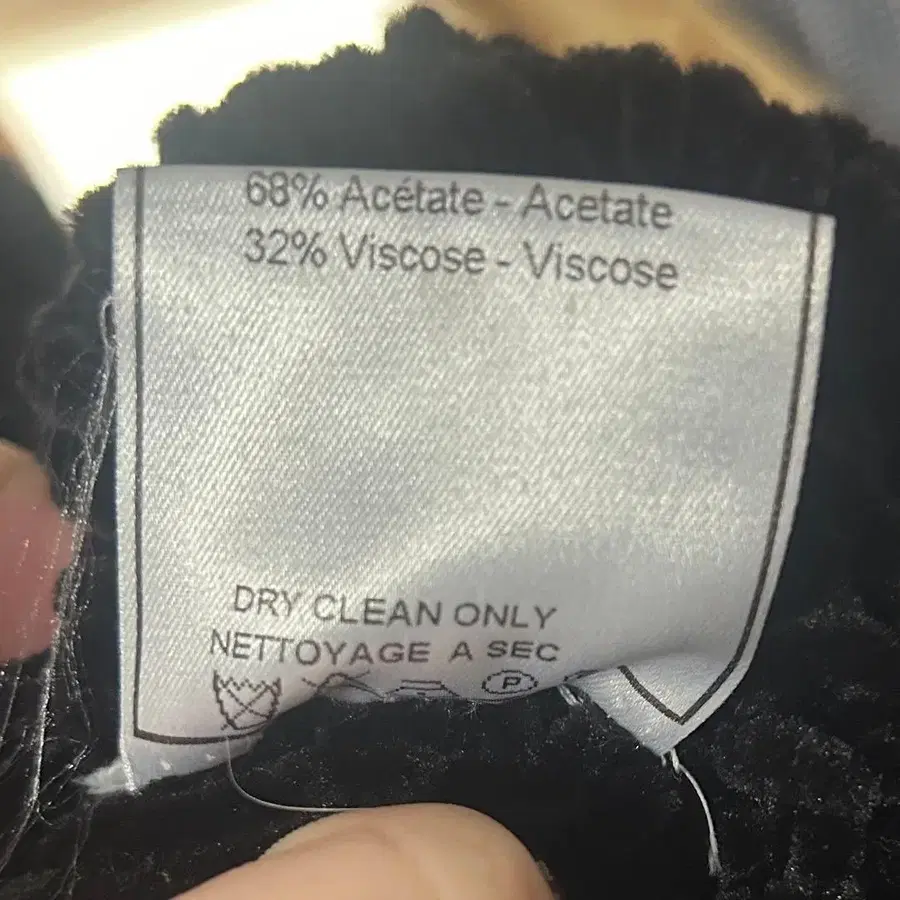 68% Acétate - Acetate
32% Viscose - Viscose
DRY CLEAN ONLY
NETTOYAGE A SEC
P